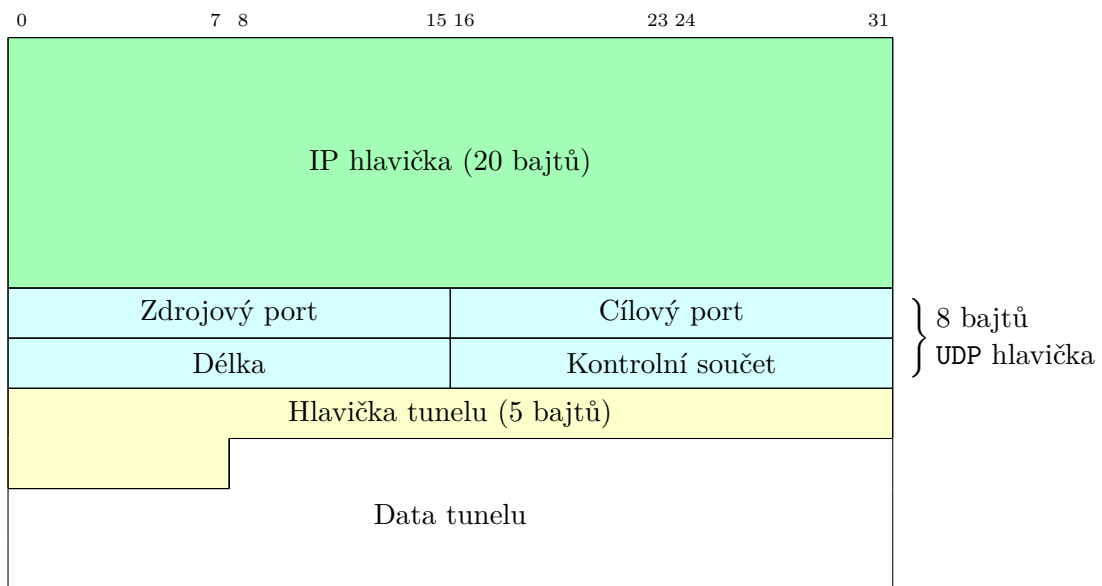 0 7 8 15 16 23 24 31
IP hlavička (20 bajtů)
Zdrojový port Cílový port
8 bajtů
Délka Kontrolní součet
UDP hlavička
Hlavička tunelu (5 bajtů)
Data tunelu